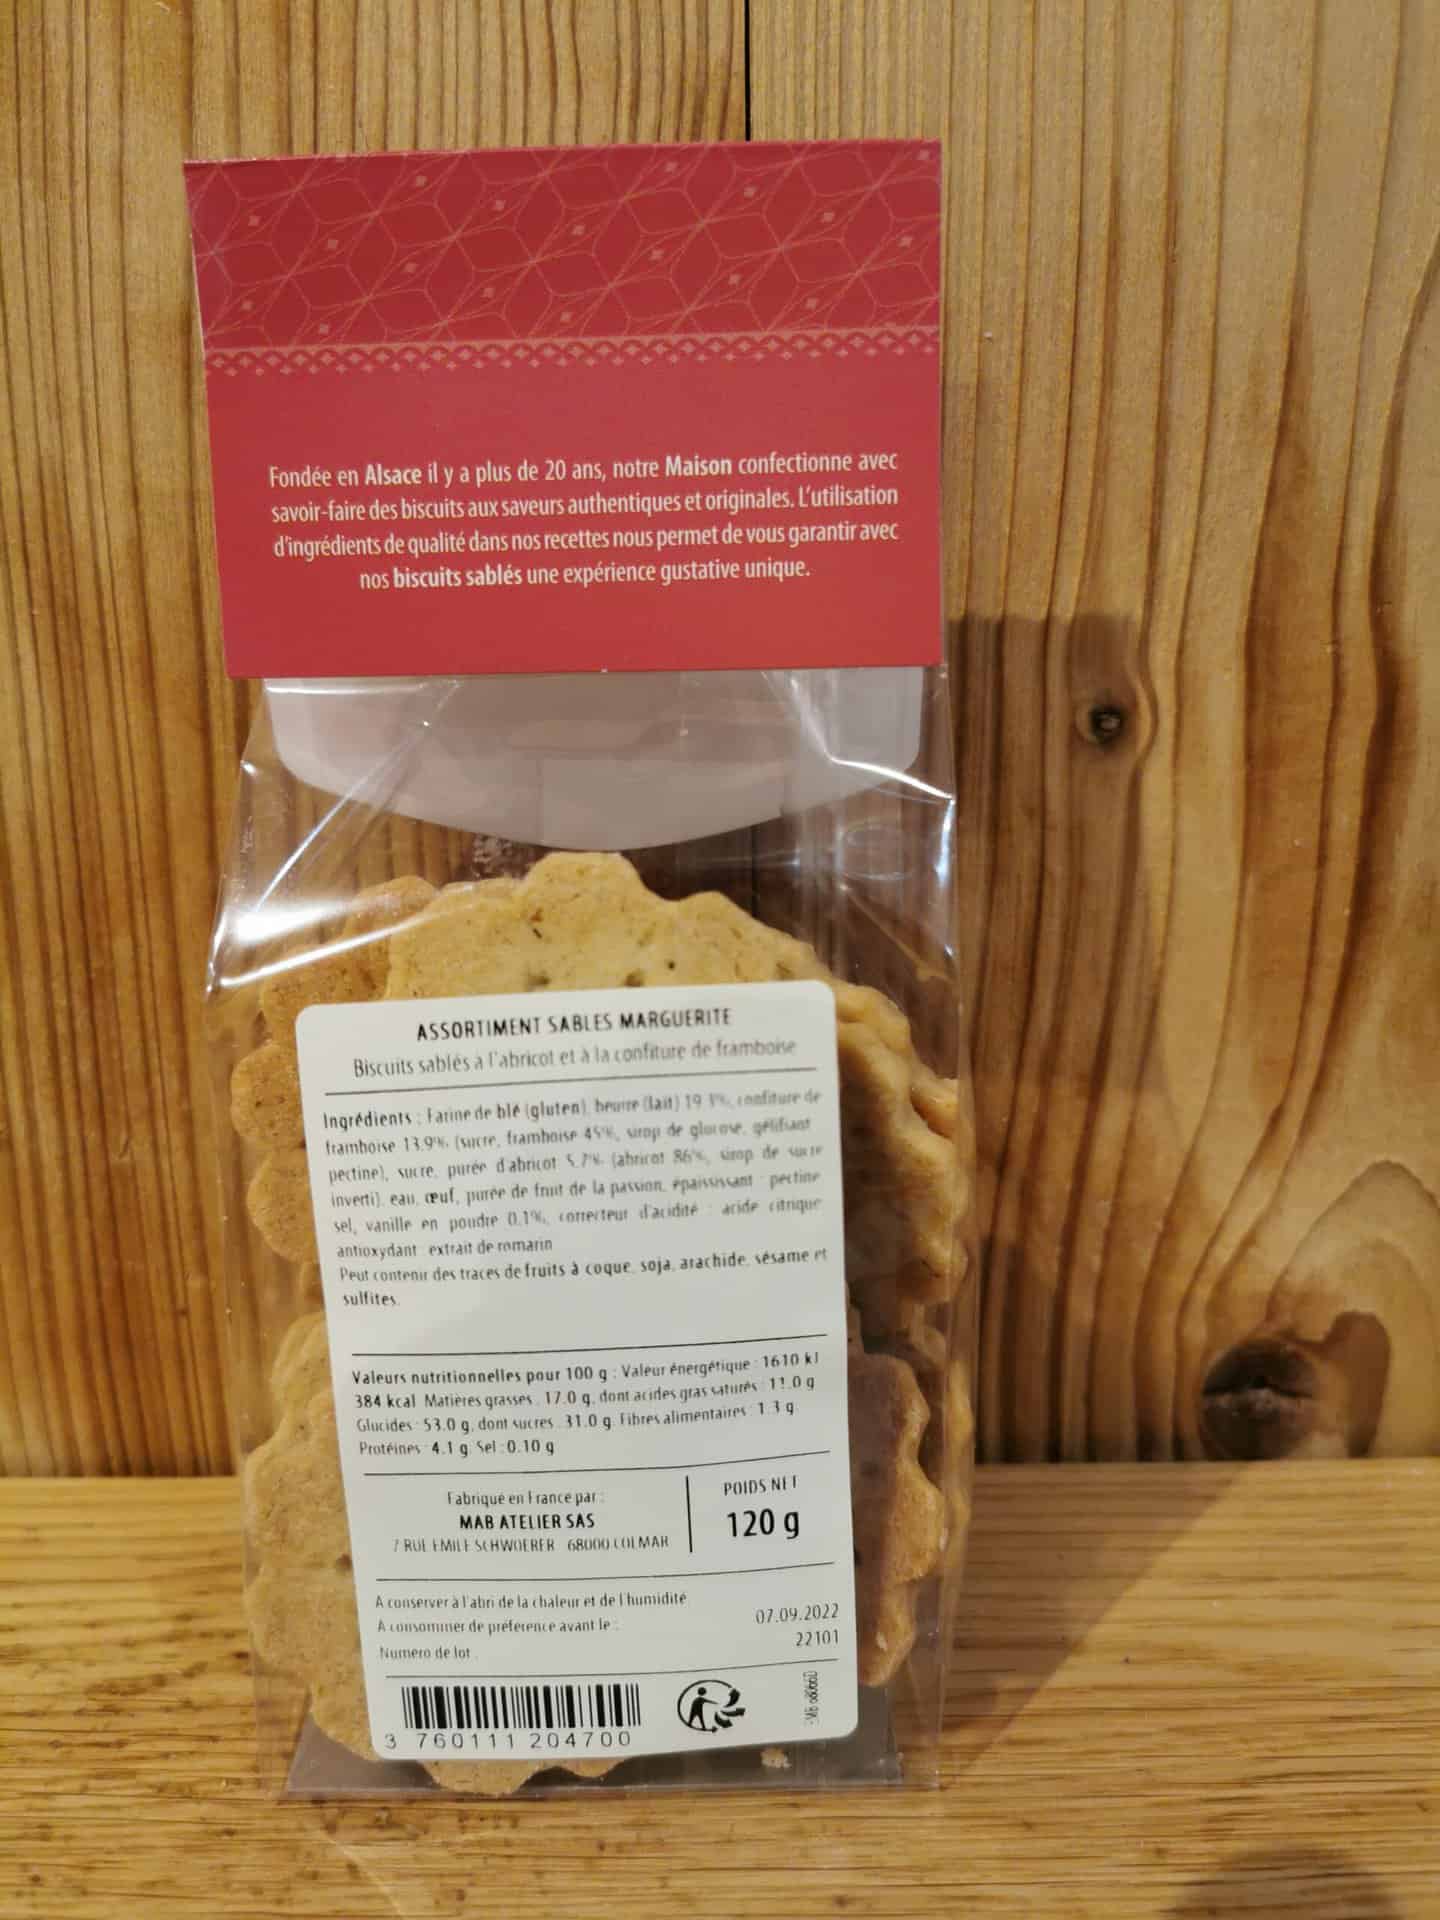 Fondée en Alsace il y a plus de 20 ans, notre Maison confectionne avec
savoir-faire des biscuits aux saveurs authentiques et originales. L'utilisation
d'ingrédients de qualité dans nos recettes nous permet de vous garantir avec
nos biscuits sablés une expérience gustative unique.
ASSORTIMENT SABLES MARGUERITE
Biscuits sablés à l'abricot et à la confiture de framboise
Ingrédients : Farine de blé (gluten), beurre (lait) 19.1%, confiture de
framboise 13.9% (sucre, framboise 45%, sirop de glucose, gélifiant
pectine), sucre, purée d'abricot 5.7% (abricot 86%, sirop de sucre
inverti), eau, œuf, purée de fruit de la passion, épaississant : pectine
sel, vanille en poudre 0.1%, correcteur d'acidité : acide citrique
antioxydant : extrait de romarin
Peut contenir des traces de fruits à coque, soja, arachide, sésame et
sulfites.
Valeurs nutritionnelles pour 100 g : Valeur énergétique : 1610 kJ
384 kcal Matières grasses : 17.0 g, dont acides gras saturés : 11.0 g
Glucides : 53.0 g, dont sucres : 31.0 g Fibres alimentaires : 1.3 g
Protéines : 4.1 g Sel : 0.10 g
Fabriqué en France par :
MAB ATELIER SAS
7 RUE EMILE SCHWOERER 68000 COLMAR
POIDS NET
120 g
A conserver à l'abri de la chaleur et de l'humidité
A consommer de préférence avant le : 07.09.2022
Numero de lot : 22101
3 760111 204700